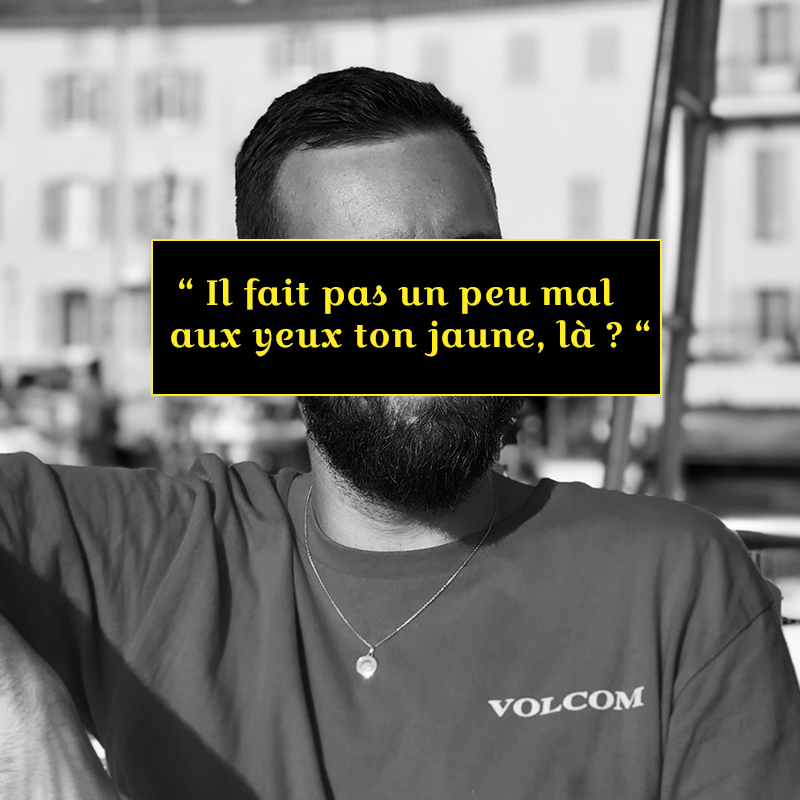 “ Il fait pas un peu mal
aux yeux ton jaune, là ? “
VOLCOM